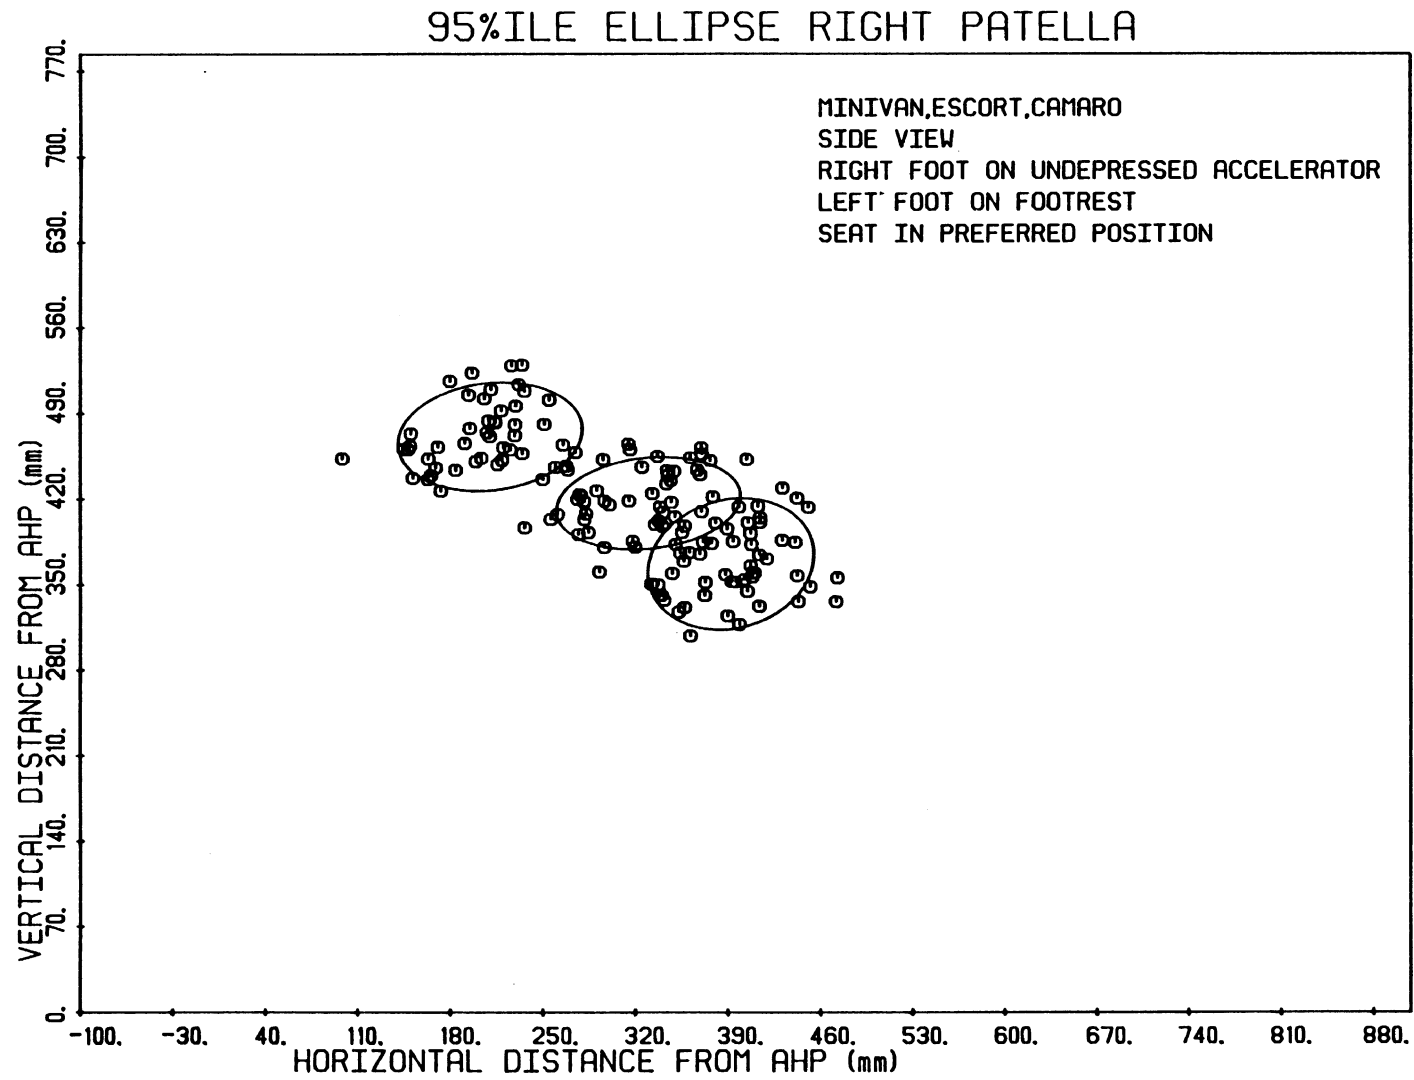 95%ILE ELLIPSE RIGHT PATELLA
MINIVAN,ESCORT,CAMARO
SIDE VIEW
RIGHT FOOT ON UNDEPRESSED ACCELERATOR
LEFT FOOT ON FOOTREST
SEAT IN PREFERRED POSITION
VERTICAL DISTANCE FROM AHP (mm)
770.
700.
630.
560.
490.
420.
350.
280.
210.
140.
70.
0.
-100. -30. 40. 110. 180. 250. 320. 390. 460. 530. 600. 670. 740. 810. 880.
HORIZONTAL DISTANCE FROM AHP (mm)